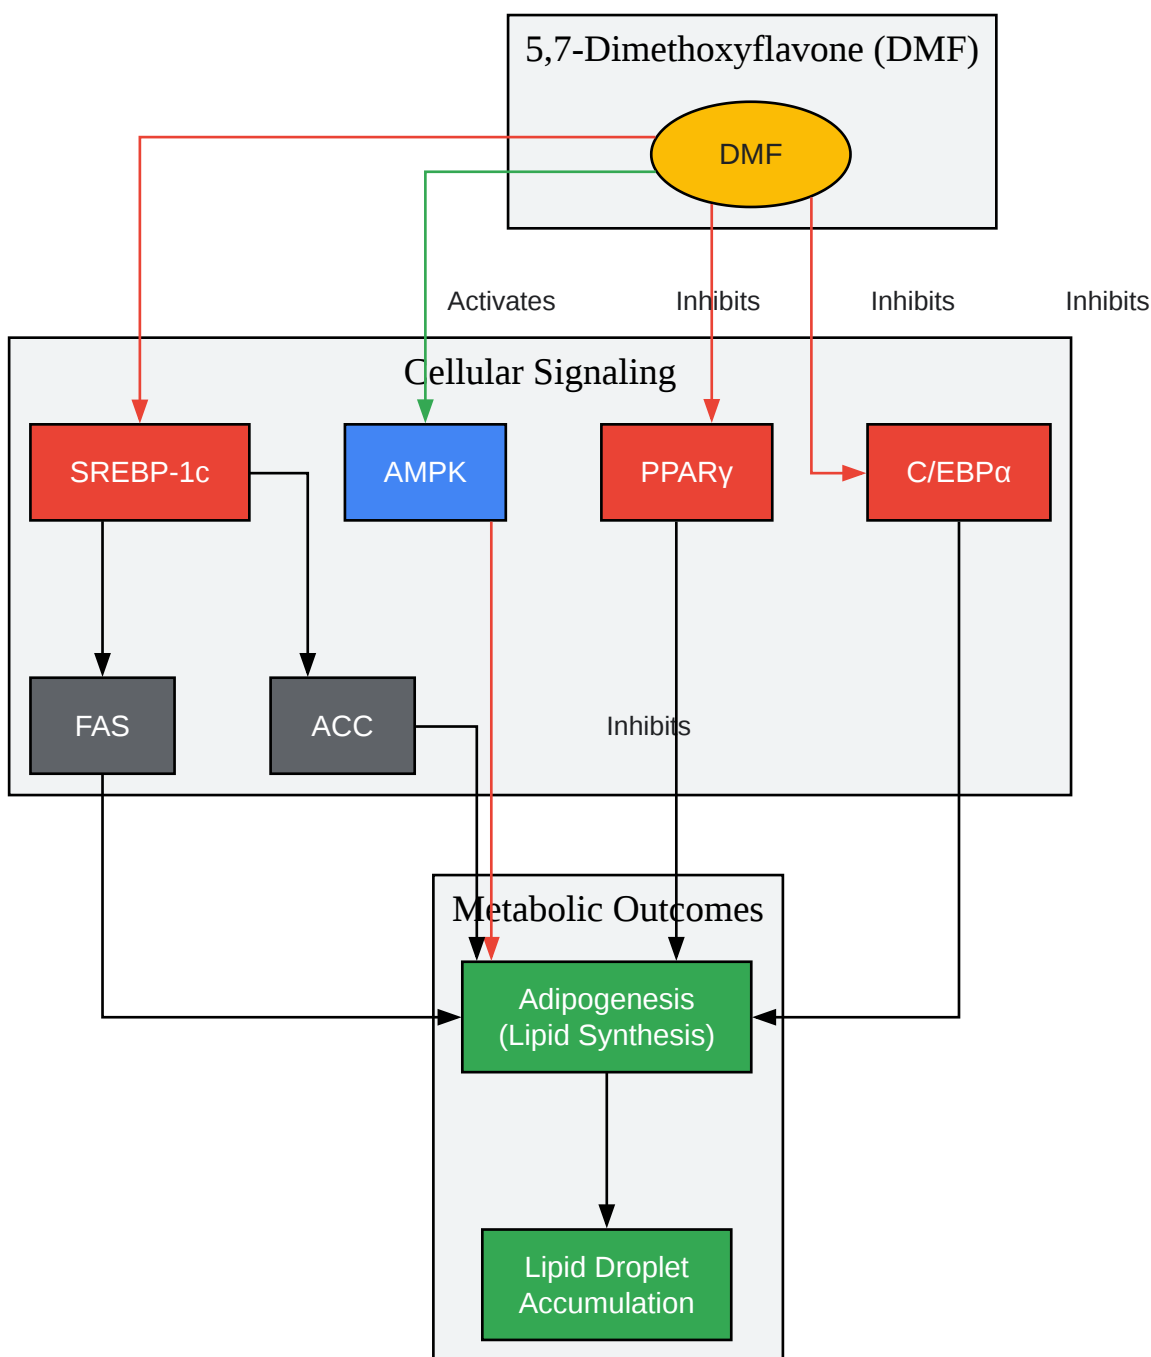 5,7-Dimethoxyflavone (DMF)
DMF
Activates
Inhibits
Inhibits
Inhibits
Cellular Signaling
SREBP-1c
AMPK
PPARγ
C/EBPα
FAS
ACC
Inhibits
Metabolic Outcomes
Adipogenesis
(Lipid Synthesis)
Lipid Droplet
Accumulation